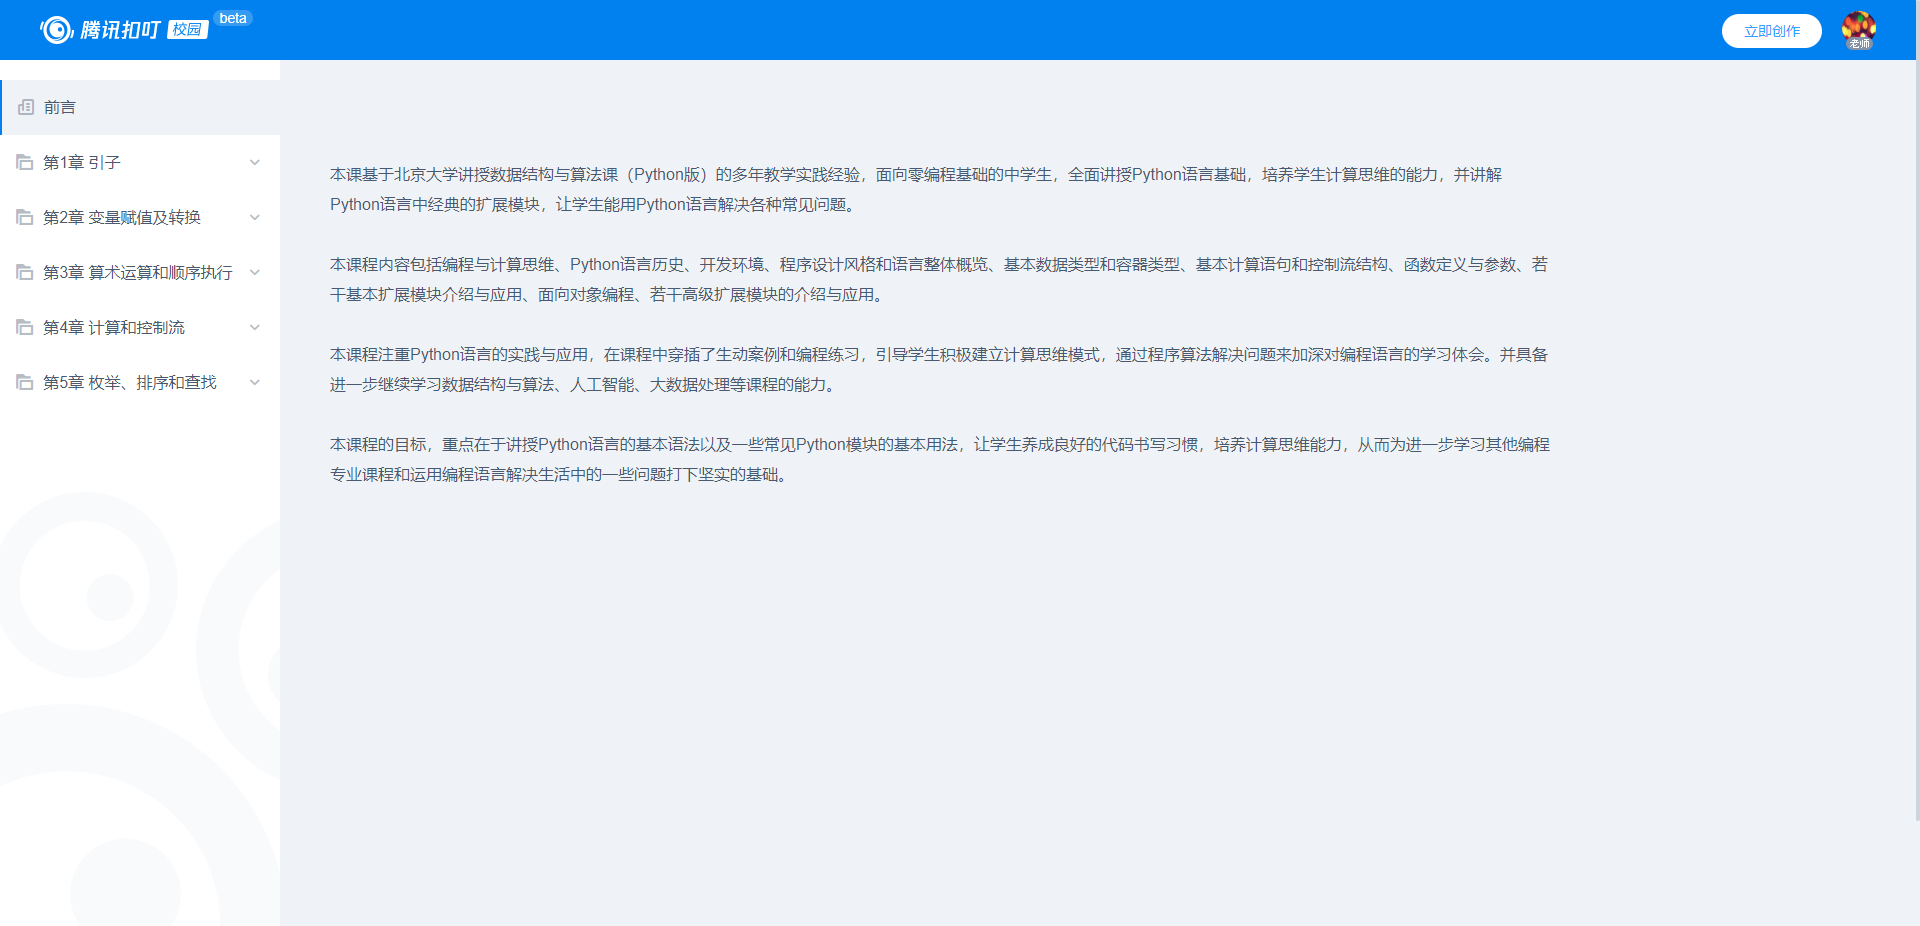 腾讯扣叮 校园 beta
立即创作
老师
前言
第1章 引子
第2章 变量赋值及转换
第3章 算术运算和顺序执行
第4章 计算和控制流
第5章 枚举、排序和查找
本课基于北京大学讲授数据结构与算法课（Python版）的多年教学实践经验，面向零编程基础的中学生，全面讲授Python语言基础，培养学生计算思维的能力，并讲解
Python语言中经典的扩展模块，让学生能用Python语言解决各种常见问题。
本课程内容包括编程与计算思维、Python语言历史、开发环境、程序设计风格和语言整体概览、基本数据类型和容器类型、基本计算语句和控制流结构、函数定义与参数、若
干基本扩展模块介绍与应用、面向对象编程、若干高级扩展模块的介绍与应用。
本课程注重Python语言的实践与应用，在课程中穿插了生动案例和编程练习，引导学生积极建立计算思维模式，通过程序算法解决问题来加深对编程语言的学习体会。并具备
进一步继续学习数据结构与算法、人工智能、大数据处理等课程的能力。
本课程的目标，重点在于讲授Python语言的基本语法以及一些常见Python模块的基本用法，让学生养成良好的代码书写习惯，培养计算思维能力，从而为进一步学习其他编程
专业课程和运用编程语言解决生活中的一些问题打下坚实的基础。